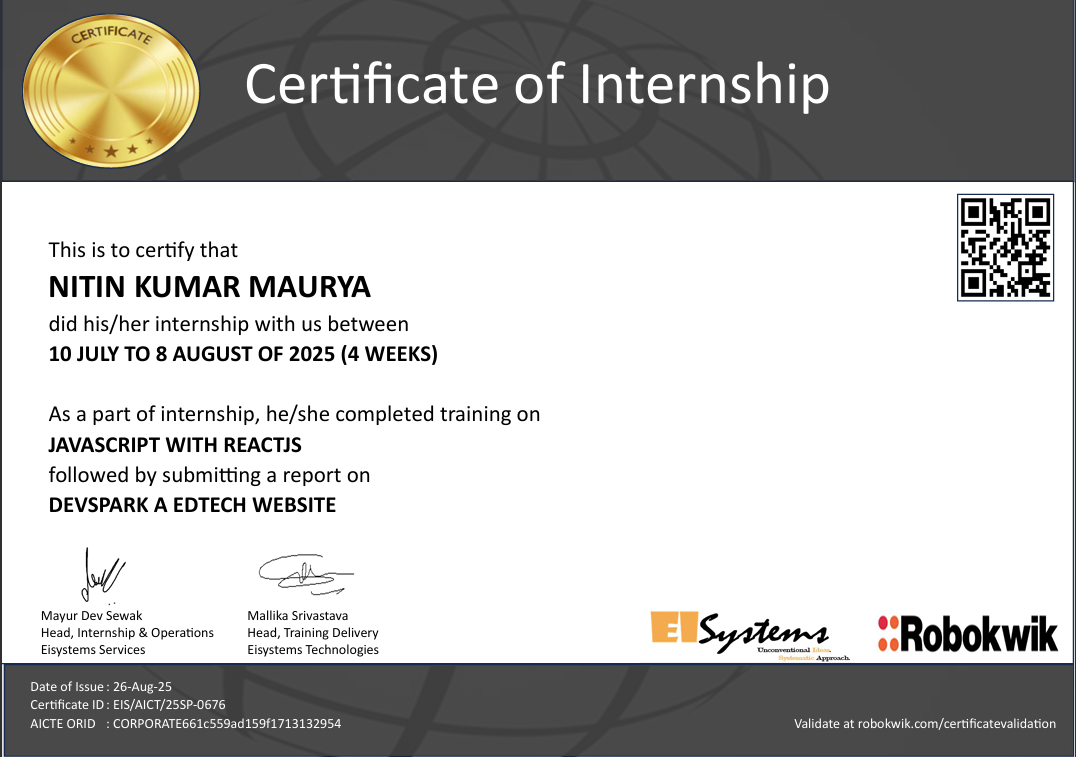 CERTIFICATE
Certificate of Internship
This is to certify that
NITIN KUMAR MAURYA
did his/her internship with us between
10 JULY TO 8 AUGUST OF 2025 (4 WEEKS)
As a part of internship, he/she completed training on
JAVASCRIPT WITH REACTJS
followed by submitting a report on
DEVSPARK A EDTECH WEBSITE
Mayur Dev Sewak
Head, Internship & Operations
Eisystems Services
Mallika Srivastava
Head, Training Delivery
Eisystems Technologies
EISystems
Unconventional Ideas.
Systematic Approach.
Robokwik
Date of Issue : 26-Aug-25
Certificate ID : EIS/AICT/25SP-0676
AICTE ORID : CORPORATE661c559ad159f1713132954
Validate at robokwik.com/certificatevalidation